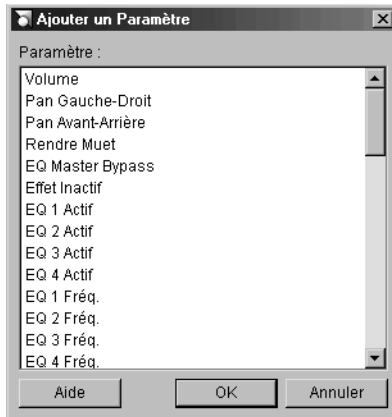 Ajouter un Paramètre
Paramètre :
Volume
Pan Gauche-Droit
Pan Avant-Arrière
Rendre Muet
EQ Master Bypass
Effet Inactif
EQ 1 Actif
EQ 2 Actif
EQ 3 Actif
EQ 4 Actif
EQ 1 Fréq.
EQ 2 Fréq.
EQ 3 Fréq.
EQ 4 Fréq.
Aide OK Annuler